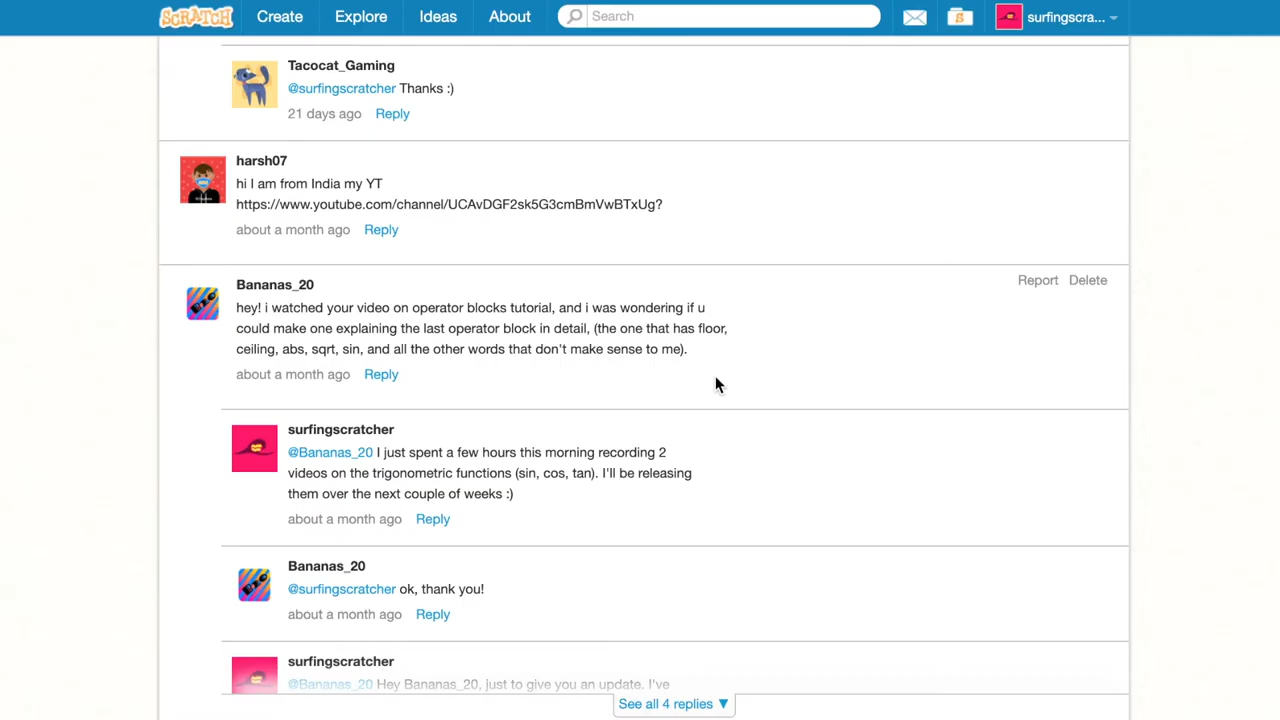 SCRATCH Create Explore Ideas About Search surfingscra...
Tacocat_Gaming
@surfingscratcher Thanks :)
21 days ago Reply
harsh07
hi I am from India my YT
https://www.youtube.com/channel/UCAvDGF2sk5G3cmBmVwBTxUg?
about a month ago Reply
Bananas_20
Report Delete
hey! i watched your video on operator blocks tutorial, and i was wondering if u
could make one explaining the last operator block in detail, (the one that has floor,
ceiling, abs, sqrt, sin, and all the other words that don't make sense to me).
about a month ago Reply
surfingscratcher
@Bananas_20 I just spent a few hours this morning recording 2
videos on the trigonometric functions (sin, cos, tan). I'll be releasing
them over the next couple of weeks :)
about a month ago Reply
Bananas_20
@surfingscratcher ok, thank you!
about a month ago Reply
surfingscratcher
@Bananas_20 Hey Bananas_20, just to give you an update. I've
See all 4 replies ▼